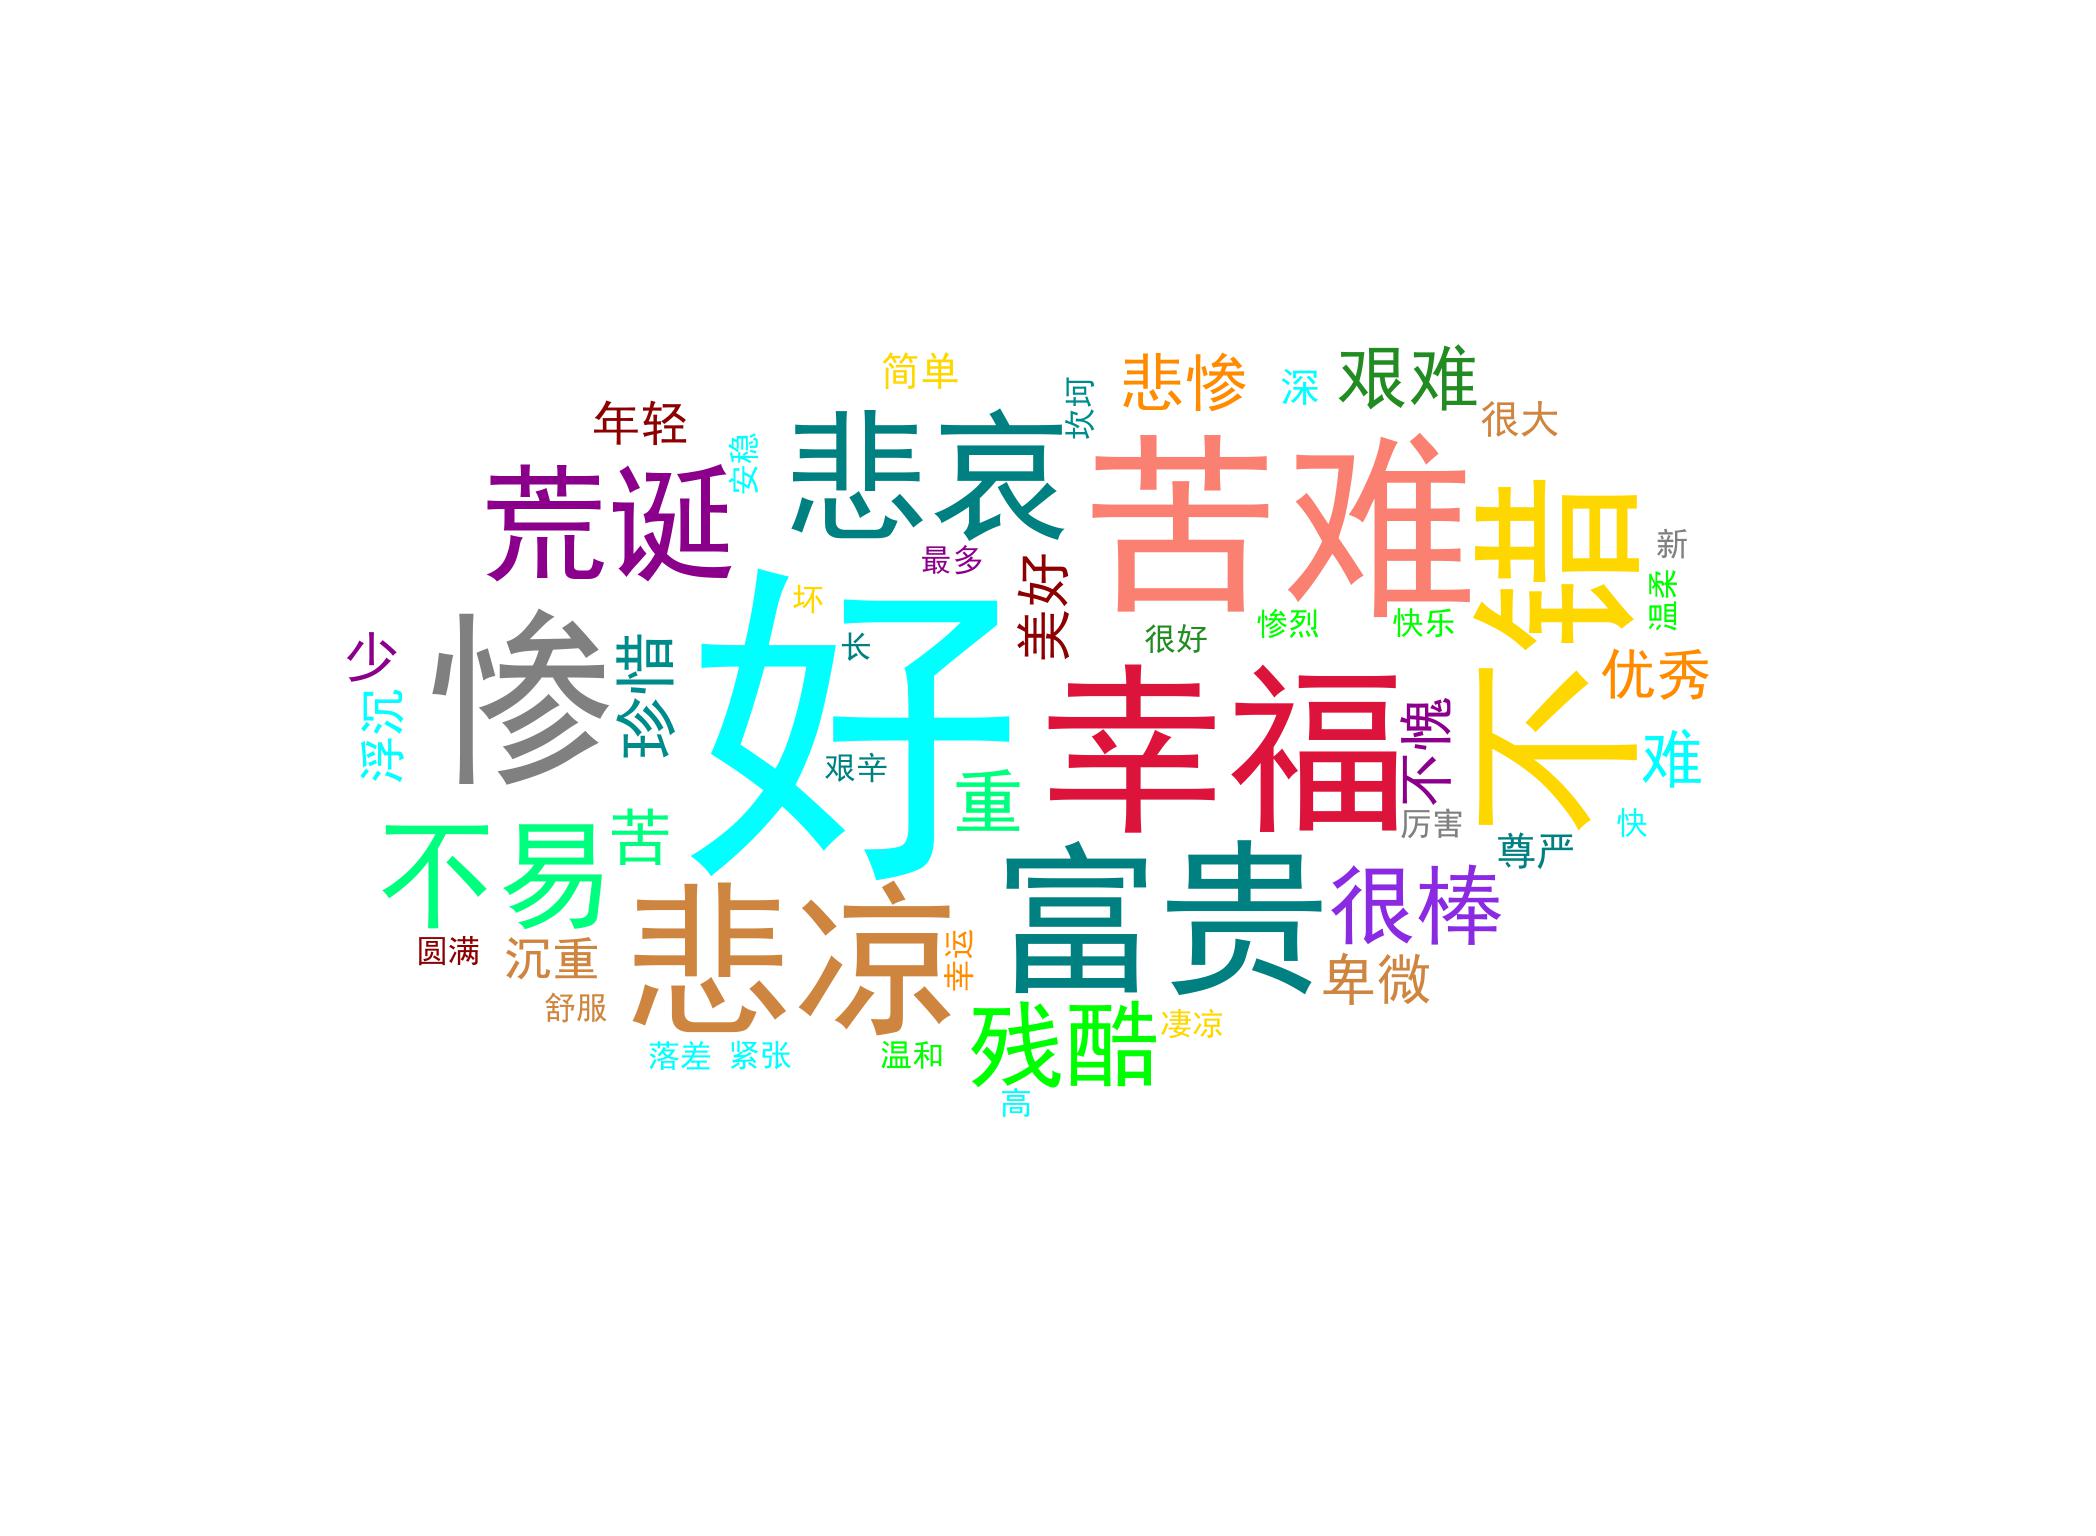 简单
悲惨
深
艰难
很大
年轻
坎坷
安稳
悲哀
苦难
荒诞
不错
新
最多
美好
坏
温柔
惨烈
快乐
很好
长
少
惨
珍惜
好
幸福
优秀
浮沉
不愧
难
艰辛
重
厉害
快
尊严
不易
苦
富贵
很棒
圆满
沉重
悲凉
幸运
卑微
舒服
残酷
凄凉
落差
紧张
温和
高